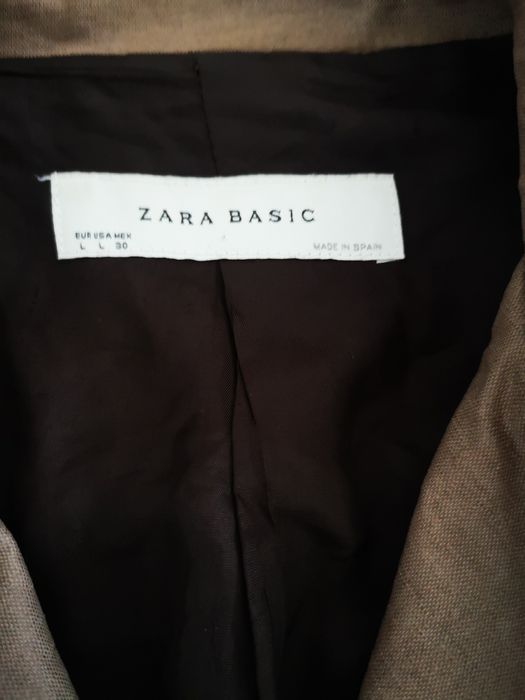 ZARA BASIC
EUR USA MEX
L L 30
MADE IN SPAIN